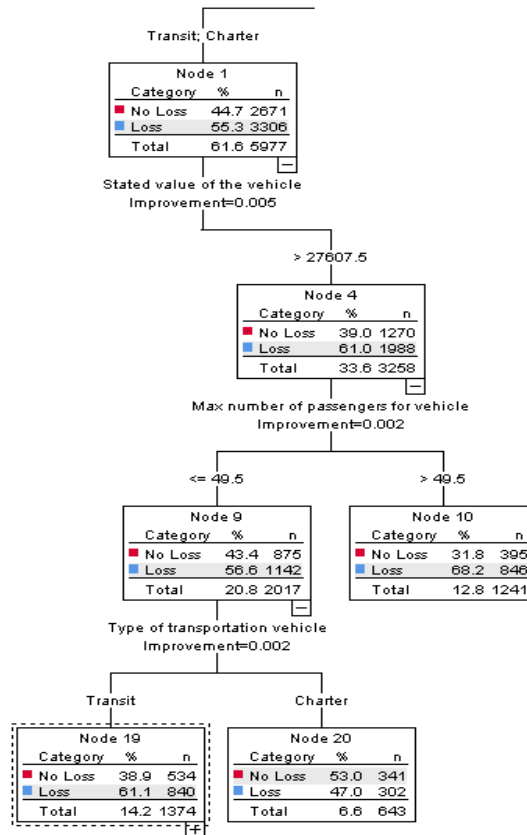 Transit; Charter
Node 1
Category % n
No Loss 44.7 2671
Loss 55.3 3306
Total 61.6 5977
Stated value of the vehicle
Improvement=0.005
> 27607.5
Node 4
Category % n
No Loss 39.0 1270
Loss 61.0 1988
Total 33.6 3258
Max number of passengers for vehicle
Improvement=0.002
<= 49.5
> 49.5
Node 9
Category % n
No Loss 43.4 875
Loss 56.6 1142
Total 20.8 2017
Node 10
Category % n
No Loss 31.8 395
Loss 68.2 846
Total 12.8 1241
Type of transportation vehicle
Improvement=0.002
Transit
Charter
Node 19
Category % n
No Loss 38.9 534
Loss 61.1 840
Total 14.2 1374
Node 20
Category % n
No Loss 53.0 341
Loss 47.0 302
Total 6.6 643